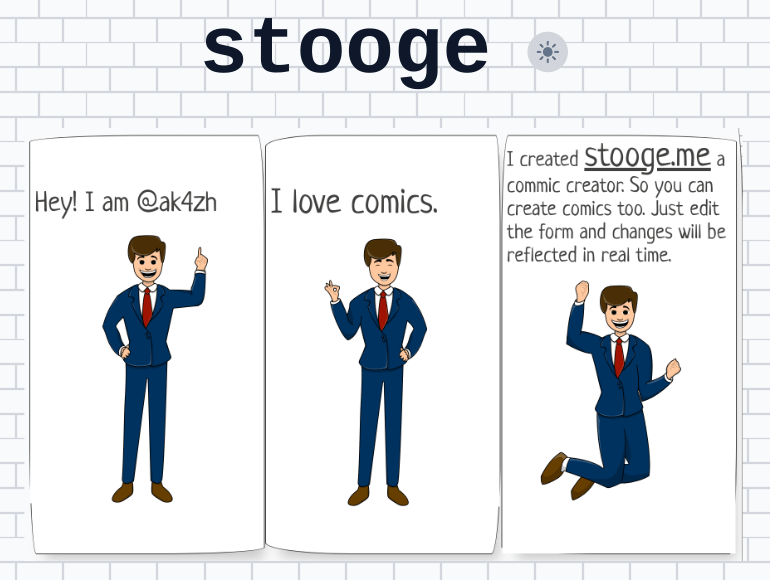 stooge
Hey! I am @ak4zh
I love comics.
I created stooge.me a
commic creator. So you can
create comics too. Just edit
the form and changes will be
reflected in real time.